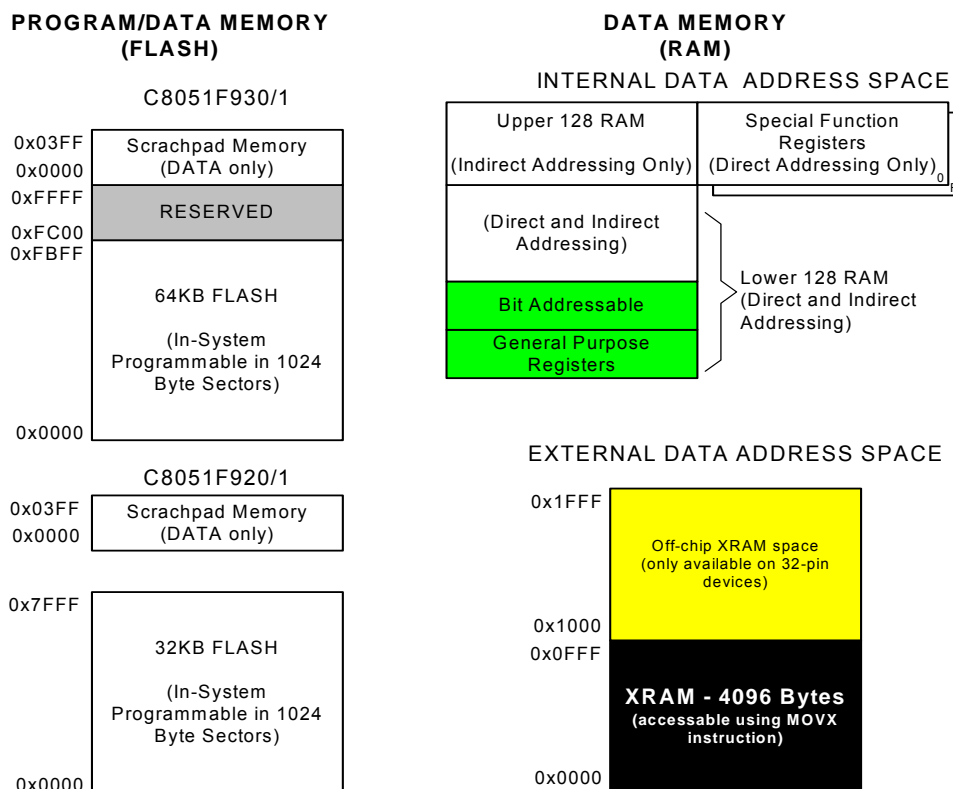 PROGRAM/DATA MEMORY
(FLASH)
C8051F930/1
0x03FF
Scrachpad Memory
(DATA only)
0x0000
0xFFFF
RESERVED
0xFC00
0xFBFF
64KB FLASH
(In-System
Programmable in 1024
Byte Sectors)
0x0000
C8051F920/1
0x03FF
Scrachpad Memory
(DATA only)
0x0000
0x7FFF
32KB FLASH
(In-System
Programmable in 1024
Byte Sectors)
0x0000
DATA MEMORY
(RAM)
INTERNAL DATA ADDRESS SPACE
Upper 128 RAM
(Indirect Addressing Only)
Special Function
Registers
(Direct Addressing Only)
0
(Direct and Indirect
Addressing)
Bit Addressable
General Purpose
Registers
Lower 128 RAM
(Direct and Indirect
Addressing)
EXTERNAL DATA ADDRESS SPACE
0x1FFF
Off-chip XRAM space
(only available on 32-pin
devices)
0x1000
0x0FFF
XRAM - 4096 Bytes
(accessable using MOVX
instruction)
0x0000